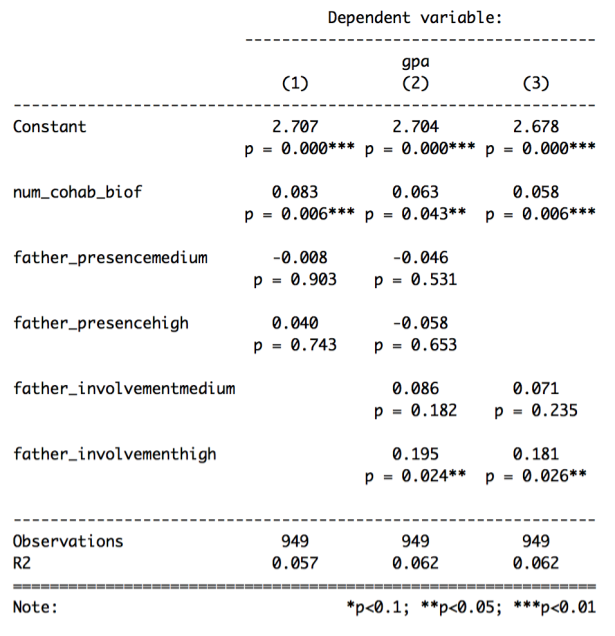 Dependent variable:
------------------------------------
gpa
(1) (2) (3)
------------------------------------------------------------
Constant 2.707 2.704 2.678
p = 0.000*** p = 0.000*** p = 0.000***
num_cohab_biof 0.083 0.063 0.058
p = 0.006*** p = 0.043** p = 0.006***
father_presencemedium -0.008 -0.046
p = 0.903 p = 0.531
father_presencehigh 0.040 -0.058
p = 0.743 p = 0.653
father_involvementmedium 0.086 0.071
p = 0.182 p = 0.235
father_involvementhigh 0.195 0.181
p = 0.024** p = 0.026**
------------------------------------------------------------
Observations 949 949 949
R2 0.057 0.062 0.062
============================================================
Note: *p<0.1; **p<0.05; ***p<0.01